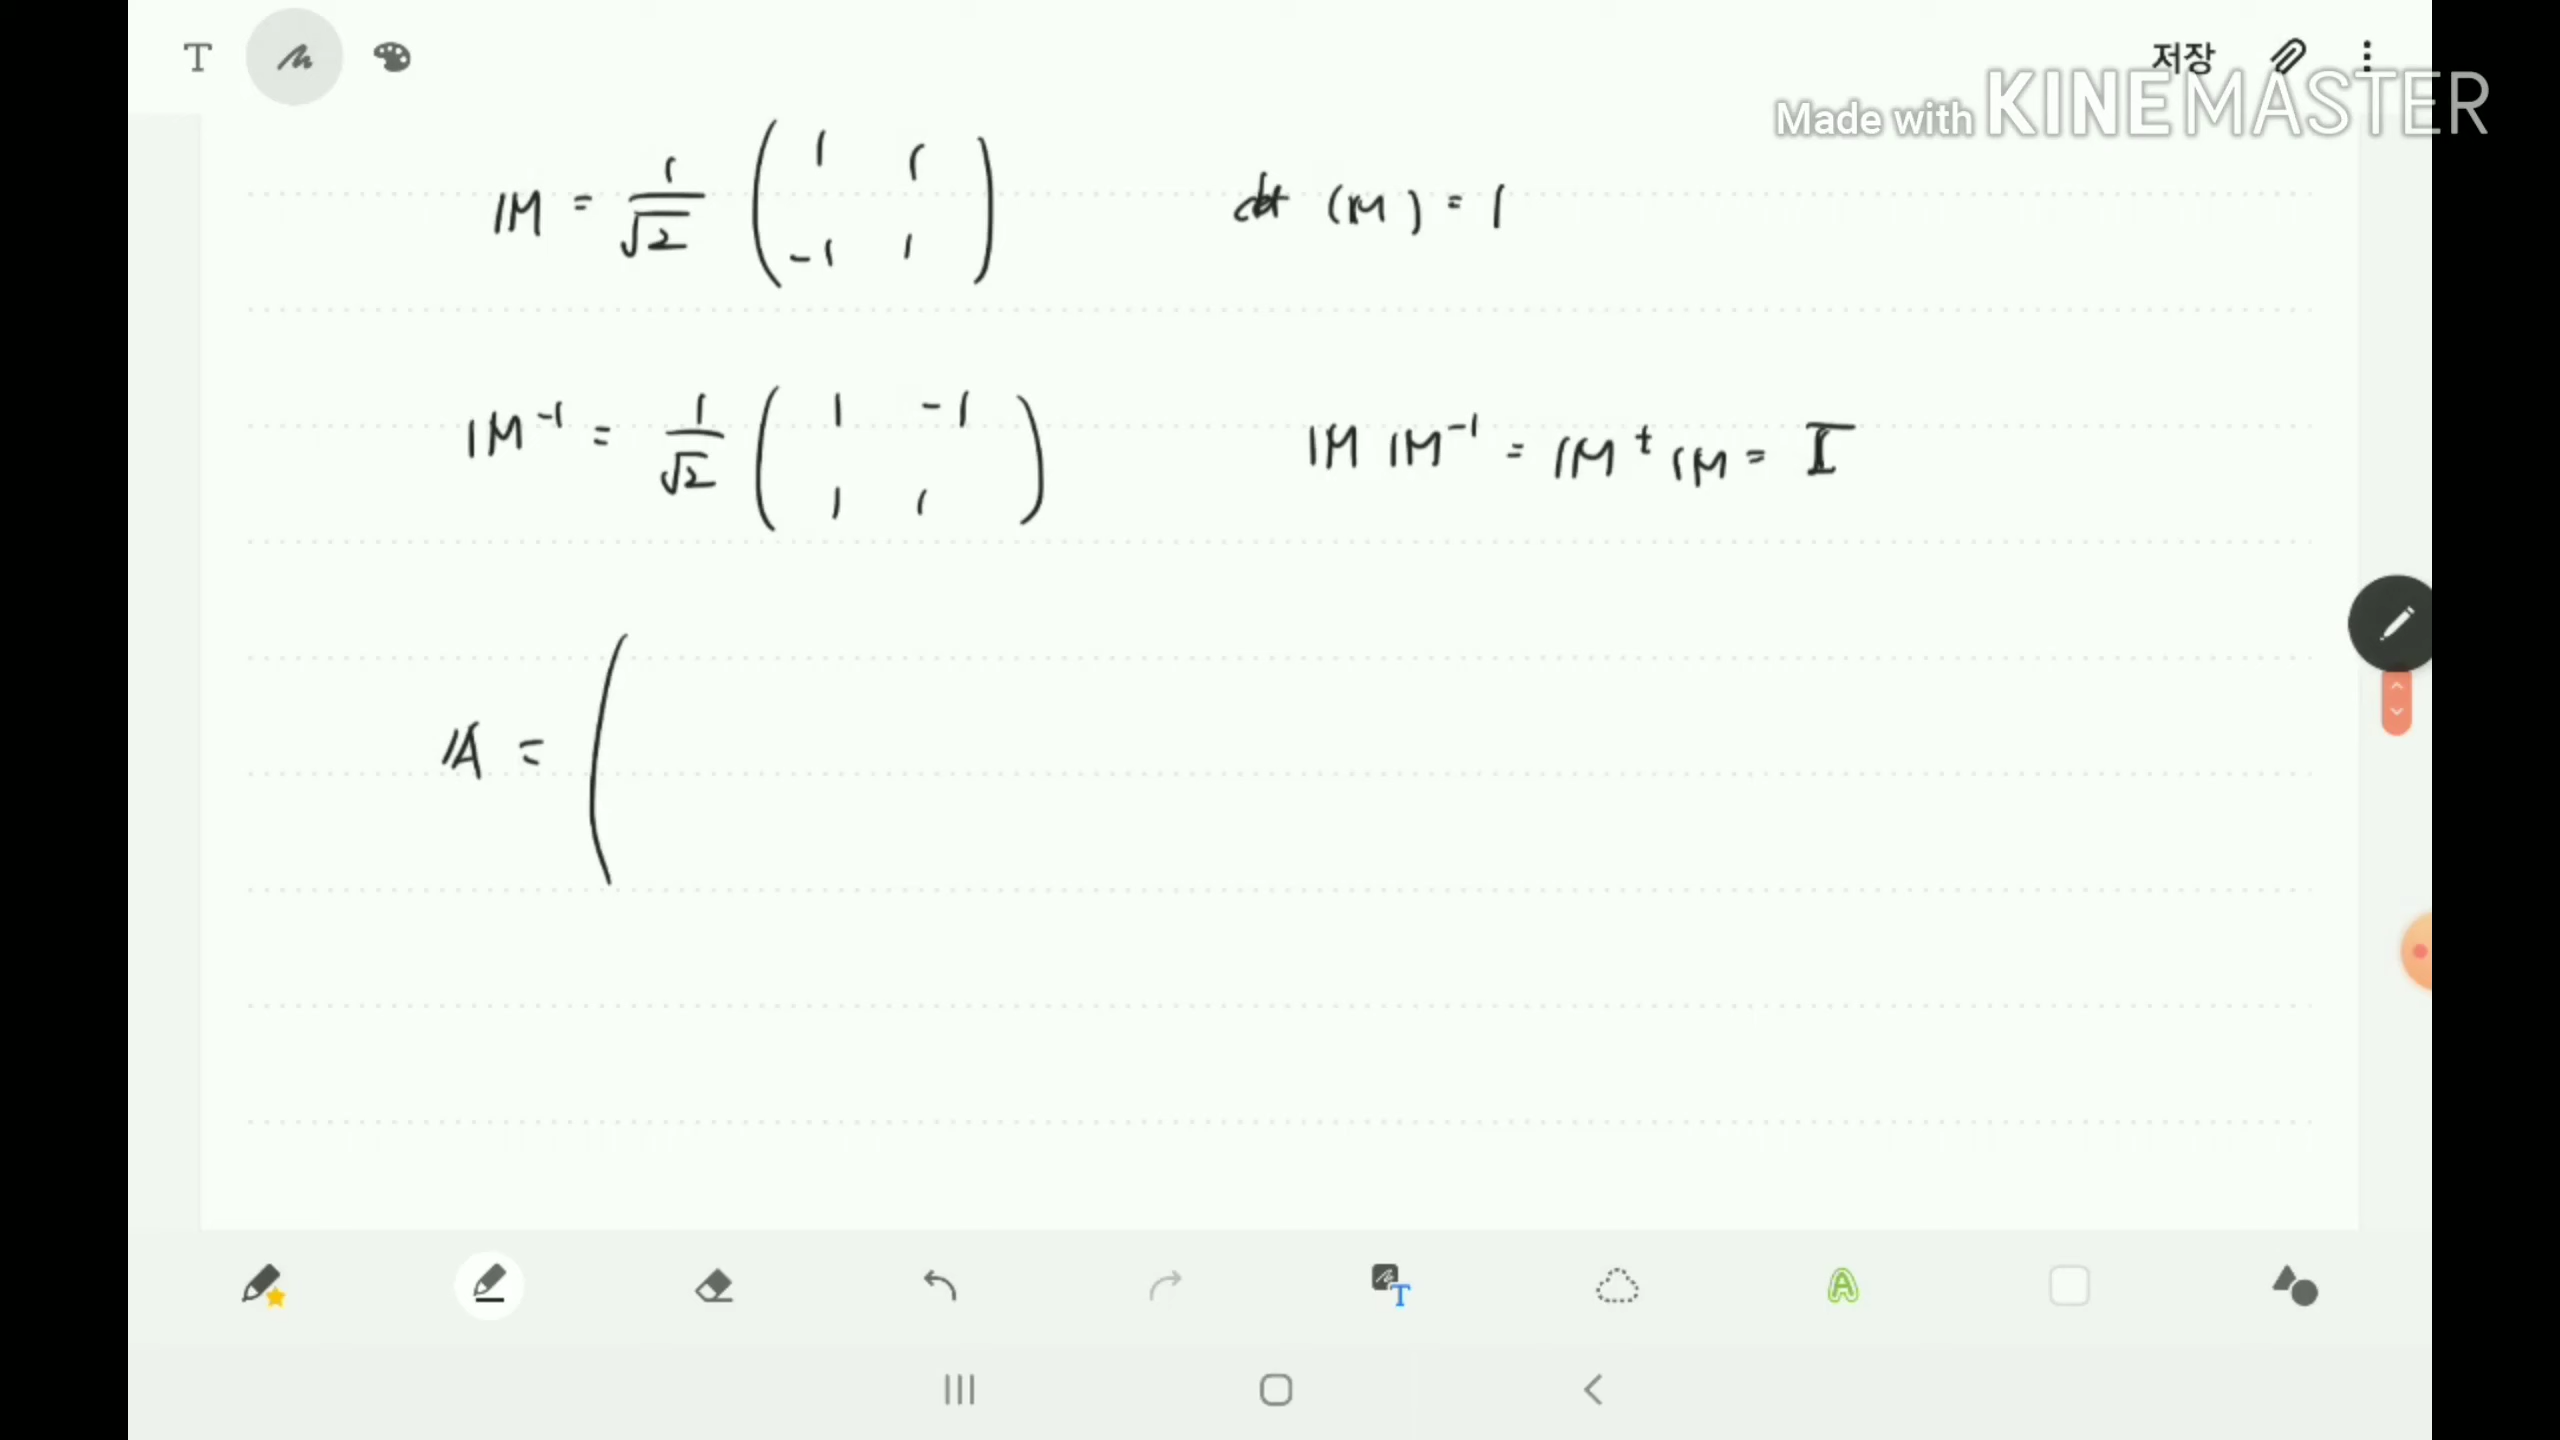 T 저장
Made with KINEMASTER
𝕄 = 1/√2 ( 1 1 ; -1 1 ) det (𝕄) = 1
𝕄⁻¹ = 1/√2 ( 1 -1 ; 1 1 ) 𝕄 𝕄⁻¹ = 𝕄ᵗ 𝕄 = I
𝔸 = (
T A